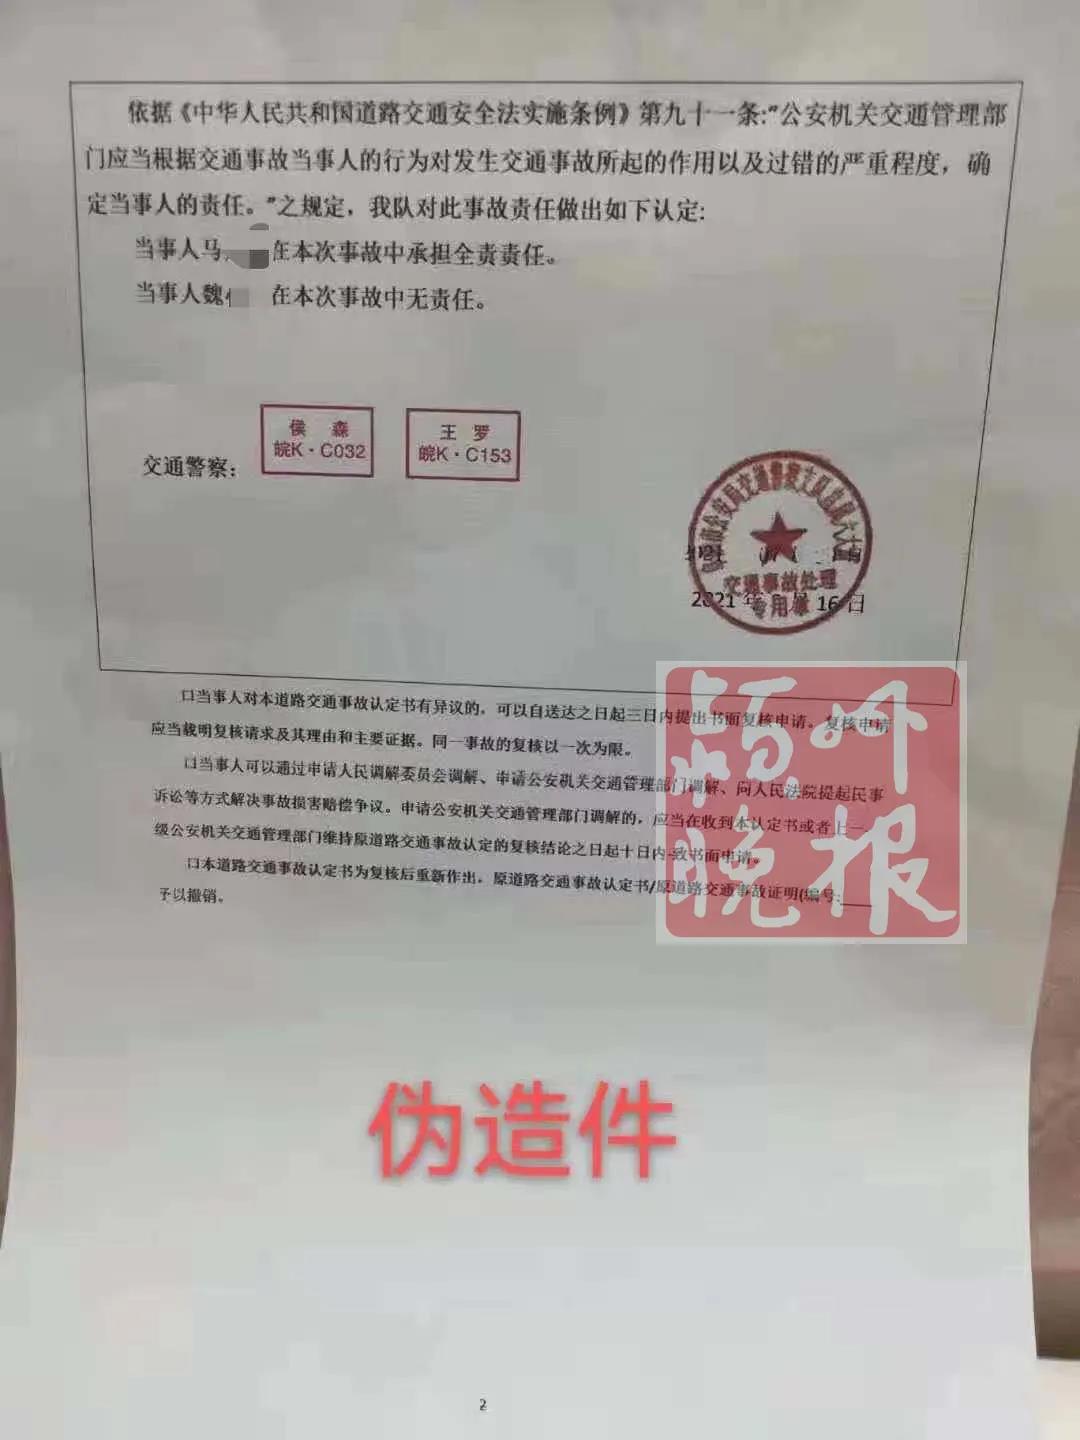 依据《中华人民共和国道路交通安全法实施条例》第九十一条:"公安机关交通管理部
门应当根据交通事故当事人的行为对发生交通事故所起的作用以及过错的严重程度，确
定当事人的责任。"之规定，我队对此事故责任做出如下认定:
当事人马 在本次事故中承担全责责任。
当事人魏 在本次事故中无责任。
侯 森
皖K·C032
王 罗
皖K·C153
交通警察：
公安局交通警察支队
交通事故处理
专用章
2021
2021 年 月 16 日
口当事人对本道路交通事故认定书有异议的，可以自送达之日起三日内提出书面复核申请。复核申请
应当载明复核请求及其理由和主要证据。同一事故的复核以一次为限。
口当事人可以通过申请人民调解委员会调解、申请公安机关交通管理部门调解、向人民法院提起民事
诉讼等方式解决事故损害赔偿争议。申请公安机关交通管理部门调解的，应当在收到本认定书或者上一
级公安机关交通管理部门维持原道路交通事故认定的复核结论之日起十日内一致书面申请。
口本道路交通事故认定书为复核后重新作出，原道路交通事故认定书/原道路交通事故证明(编号:____
予以撤销。
颍州
晚报
伪造件
2